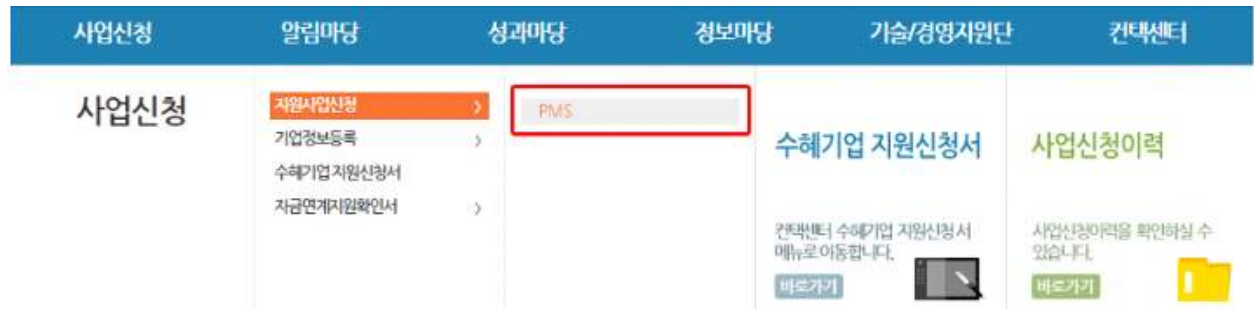 사업신청
알림마당
성과마당
정보마당
기술/경영지원단
컨택센터
사업신청
지원사업신청
기업정보등록
수혜기업 지원신청서
자금연계지원확인서
PMS
수혜기업 지원신청서
컨택센터 수혜기업 지원신청 서
메뉴로 이동합니다.
바로가기
사업신청이력
사업신청이력을 확인하실 수
있습니다.
바로가기